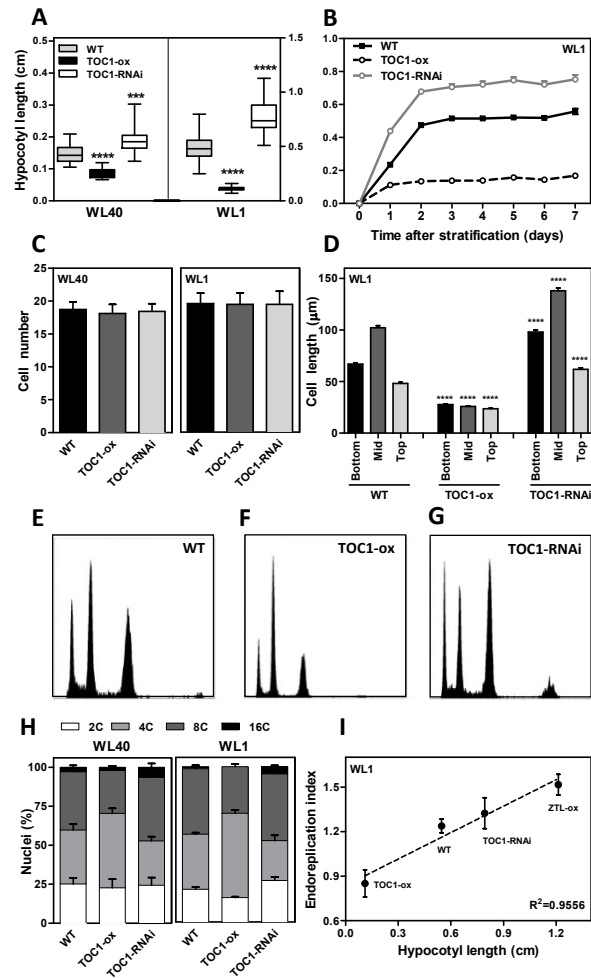 A
Hypocotyl length (cm)
0.5
0.4
0.3
0.2
0.1
0.0
WT
TOC1-ox
TOC1-RNAi
***
****
****
****
1.5
1.0
0.5
0.0
WL40
WL1
B
WL1
0.8
0.6
0.4
0.2
0.0
WT
TOC1-ox
TOC1-RNAi
0 1 2 3 4 5 6 7
Time after stratification (days)
C
Cell number
25
20
15
10
5
0
WL40
WL1
WT
TOC1-ox
TOC1-RNAi
WT
TOC1-ox
TOC1-RNAi
D
WL1
Cell length (μm)
150
100
50
0
**** **** ****
****
****
****
Bottom
Mid
Top
Bottom
Mid
Top
Bottom
Mid
Top
WT
TOC1-ox
TOC1-RNAi
E
WT
F
TOC1-ox
G
TOC1-RNAi
H
2C 4C 8C 16C
WL40 WL1
Nuclei (%)
100
75
50
25
0
WT
TOC1-ox
TOC1-RNAi
WT
TOC1-ox
TOC1-RNAi
I
WL1
Endoreplication index
1.5
1.2
0.9
0.6
TOC1-ox
WT
TOC1-RNAi
ZTL-ox
R²=0.9556
0.0 0.3 0.6 0.9 1.2
Hypocotyl length (cm)